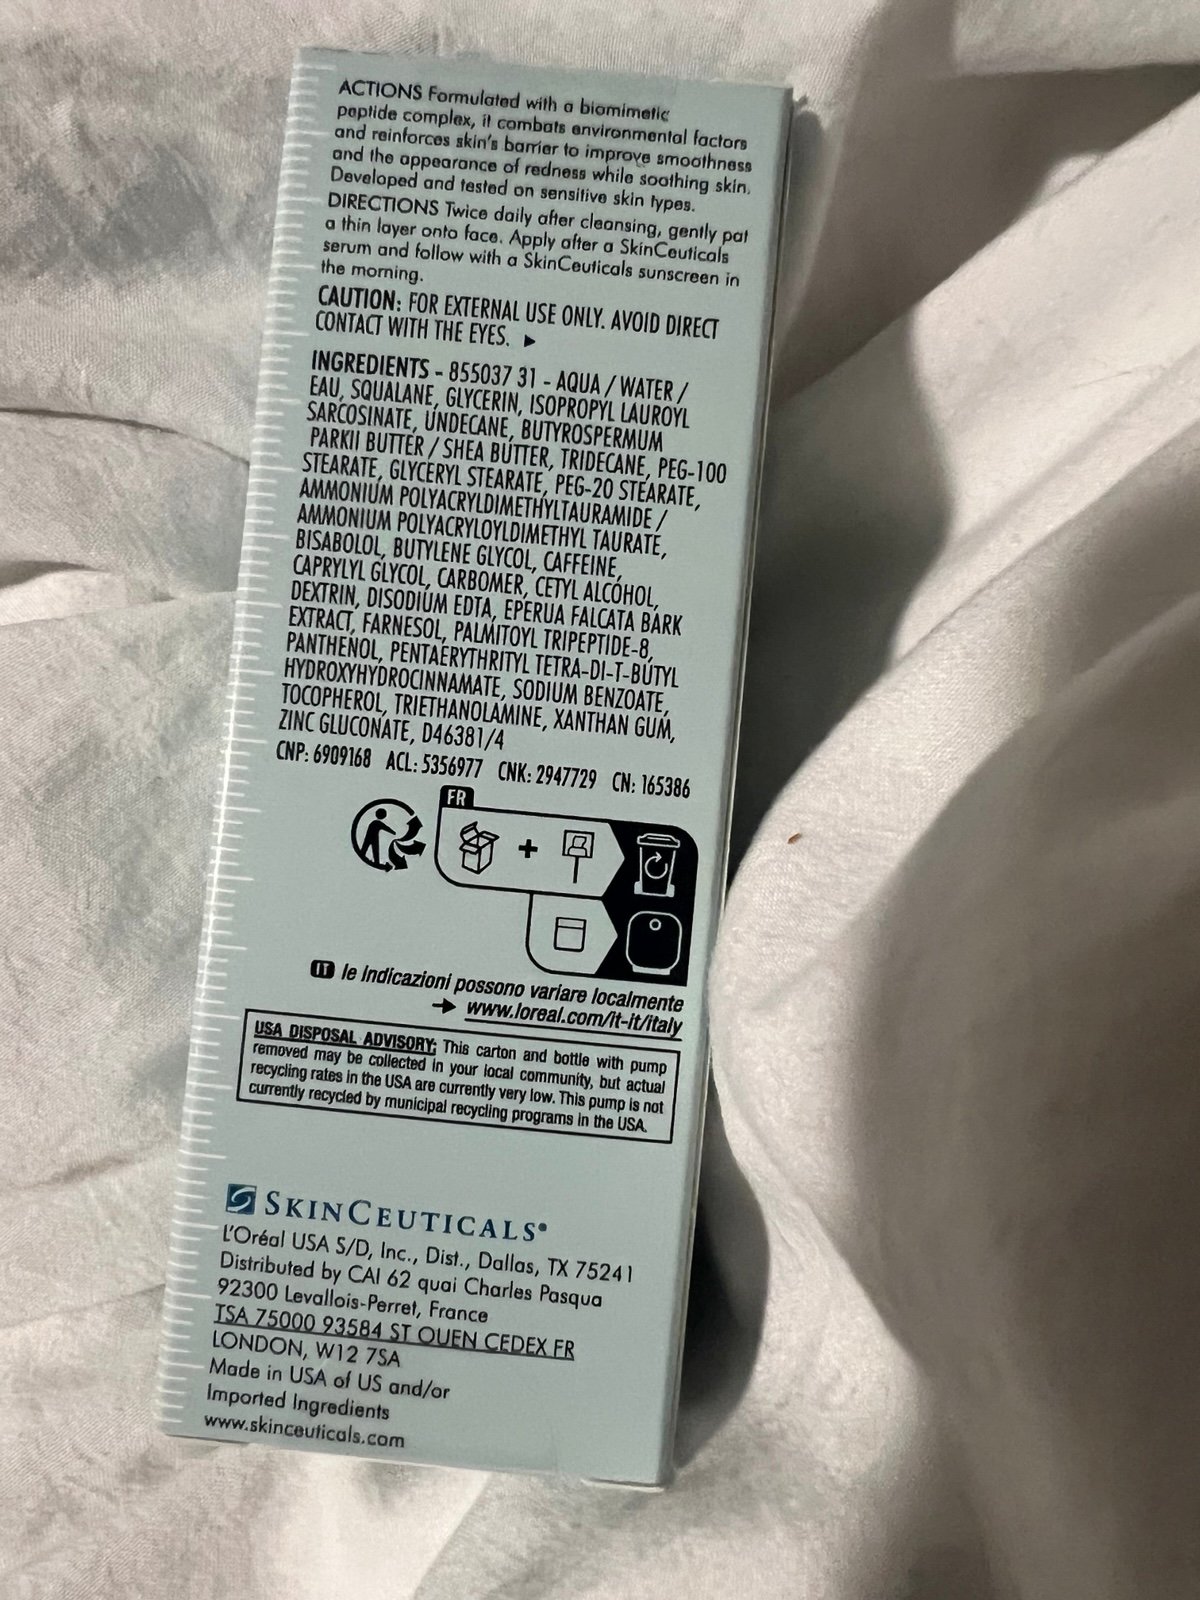 ACTIONS Formulated with a biomimetic
peptide complex, it combats environmental factors
and reinforces skin's barrier to improve smoothness
and the appearance of redness while soothing skin.
Developed and tested on sensitive skin types.
DIRECTIONS Twice daily after cleansing, gently pat
a thin layer onto face. Apply after a SkinCeuticals
serum and follow with a SkinCeuticals sunscreen in
the morning.
CAUTION: FOR EXTERNAL USE ONLY. AVOID DIRECT
CONTACT WITH THE EYES. ►
INGREDIENTS - 855037 31 - AQUA / WATER /
EAU, SQUALANE, GLYCERIN, ISOPROPYL LAUROYL
SARCOSINATE, UNDECANE, BUTYROSPERMUM
PARKII BUTTER / SHEA BUTTER, TRIDECANE, PEG-100
STEARATE, GLYCERYL STEARATE, PEG-20 STEARATE,
AMMONIUM POLYACRYLDIMETHYLTAURAMIDE /
AMMONIUM POLYACRYLOYLDIMETHYL TAURATE,
BISABOLOL, BUTYLENE GLYCOL, CAFFEINE,
CAPRYLYL GLYCOL, CARBOMER, CETYL ALCOHOL,
DEXTRIN, DISODIUM EDTA, EPERUA FALCATA BARK
EXTRACT, FARNESOL, PALMITOYL TRIPEPTIDE-8,
PANTHENOL, PENTAERYTHRITYL TETRA-DI-T-BUTYL
HYDROXYHYDROCINNAMATE, SODIUM BENZOATE,
TOCOPHEROL, TRIETHANOLAMINE, XANTHAN GUM,
ZINC GLUCONATE, D46381/4
CNP: 6909168 ACL: 5356977 CNK: 2947729 CN: 165386
FR
+
IT le indicazioni possono variare localmente
→ www.loreal.com/it-it/italy
USA DISPOSAL ADVISORY: This carton and bottle with pump
removed may be collected in your local community, but actual
recycling rates in the USA are currently very low. This pump is not
currently recycled by municipal recycling programs in the USA.
SKINCEUTICALS®
L'Oréal USA S/D, Inc., Dist., Dallas, TX 75241
Distributed by CAI 62 quai Charles Pasqua
92300 Levallois-Perret, France
TSA 75000 93584 ST OUEN CEDEX FR
LONDON, W12 7SA
Made in USA of US and/or
Imported Ingredients
www.skinceuticals.com